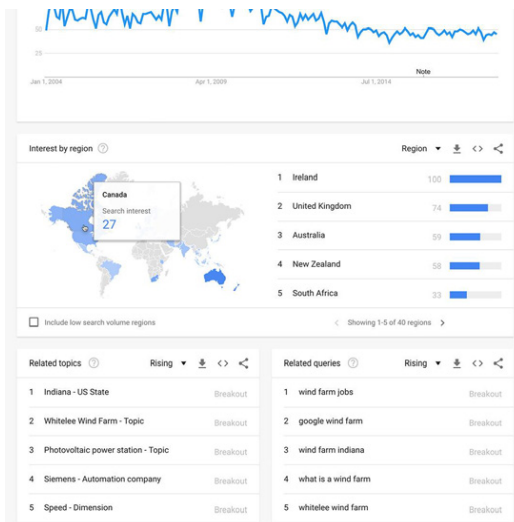 50
25
Note
Jan 1, 2004 Apr 1, 2009 Jul 1, 2014
Interest by region Region
Canada
Search interest
27
1 Ireland 100
2 United Kingdom 74
3 Australia 59
4 New Zealand 58
5 South Africa 33
Include low search volume regions Showing 1-5 of 40 regions
Related topics Rising
1 Indiana - US State Breakout
2 Whitelee Wind Farm - Topic Breakout
3 Photovoltaic power station - Topic Breakout
4 Siemens - Automation company Breakout
5 Speed - Dimension Breakout
Related queries Rising
1 wind farm jobs Breakout
2 google wind farm Breakout
3 wind farm indiana Breakout
4 what is a wind farm Breakout
5 whitelee wind farm Breakout